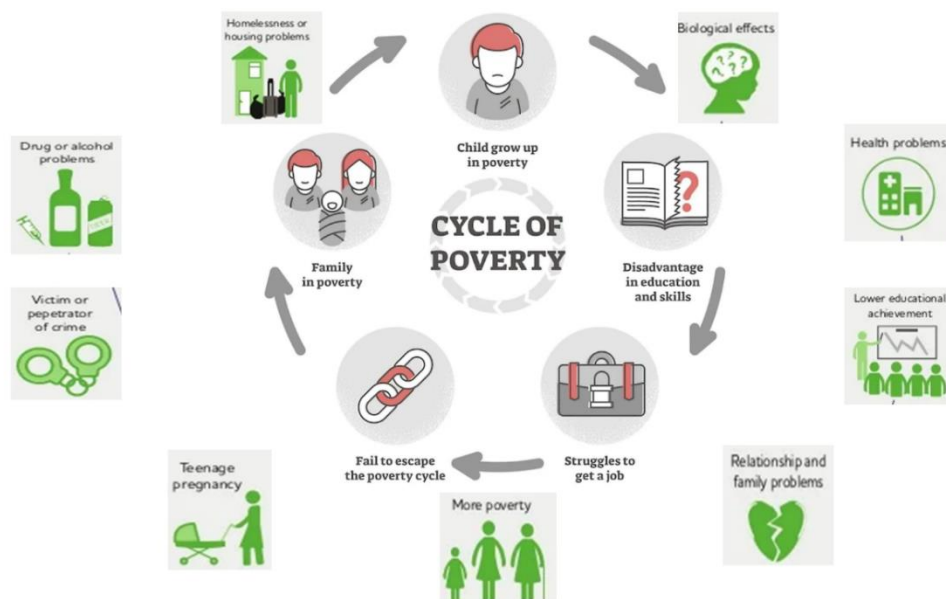 Homelessness or
housing problems
Biological effects
Child grow up
in poverty
Drug or alcohol
problems
Health problems
CYCLE OF
POVERTY
Family
in poverty
Disadvantage
in education
and skills
Victim or
pepetrator
of crime
Lower educational
achievement
Fail to escape
the poverty cycle
Struggles to
get a job
Teenage
pregnancy
More poverty
Relationship and
family problems